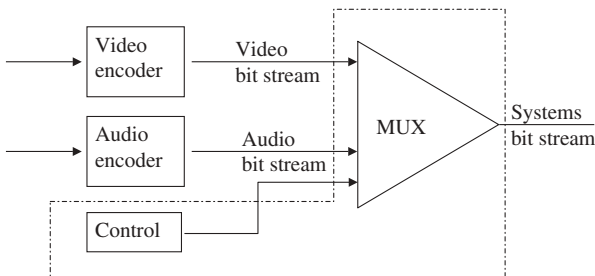 Video
encoder
Video
bit stream
Audio
encoder
Audio
bit stream
Control
MUX
Systems
bit stream